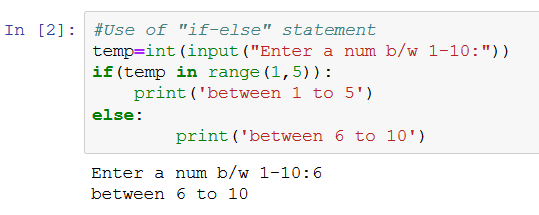 In [2]: #Use of "if-else" statement
temp=int(input("Enter a num b/w 1-10:"))
if(temp in range(1,5)):
    print('between 1 to 5')
else:
        print('between 6 to 10')
Enter a num b/w 1-10:6
between 6 to 10